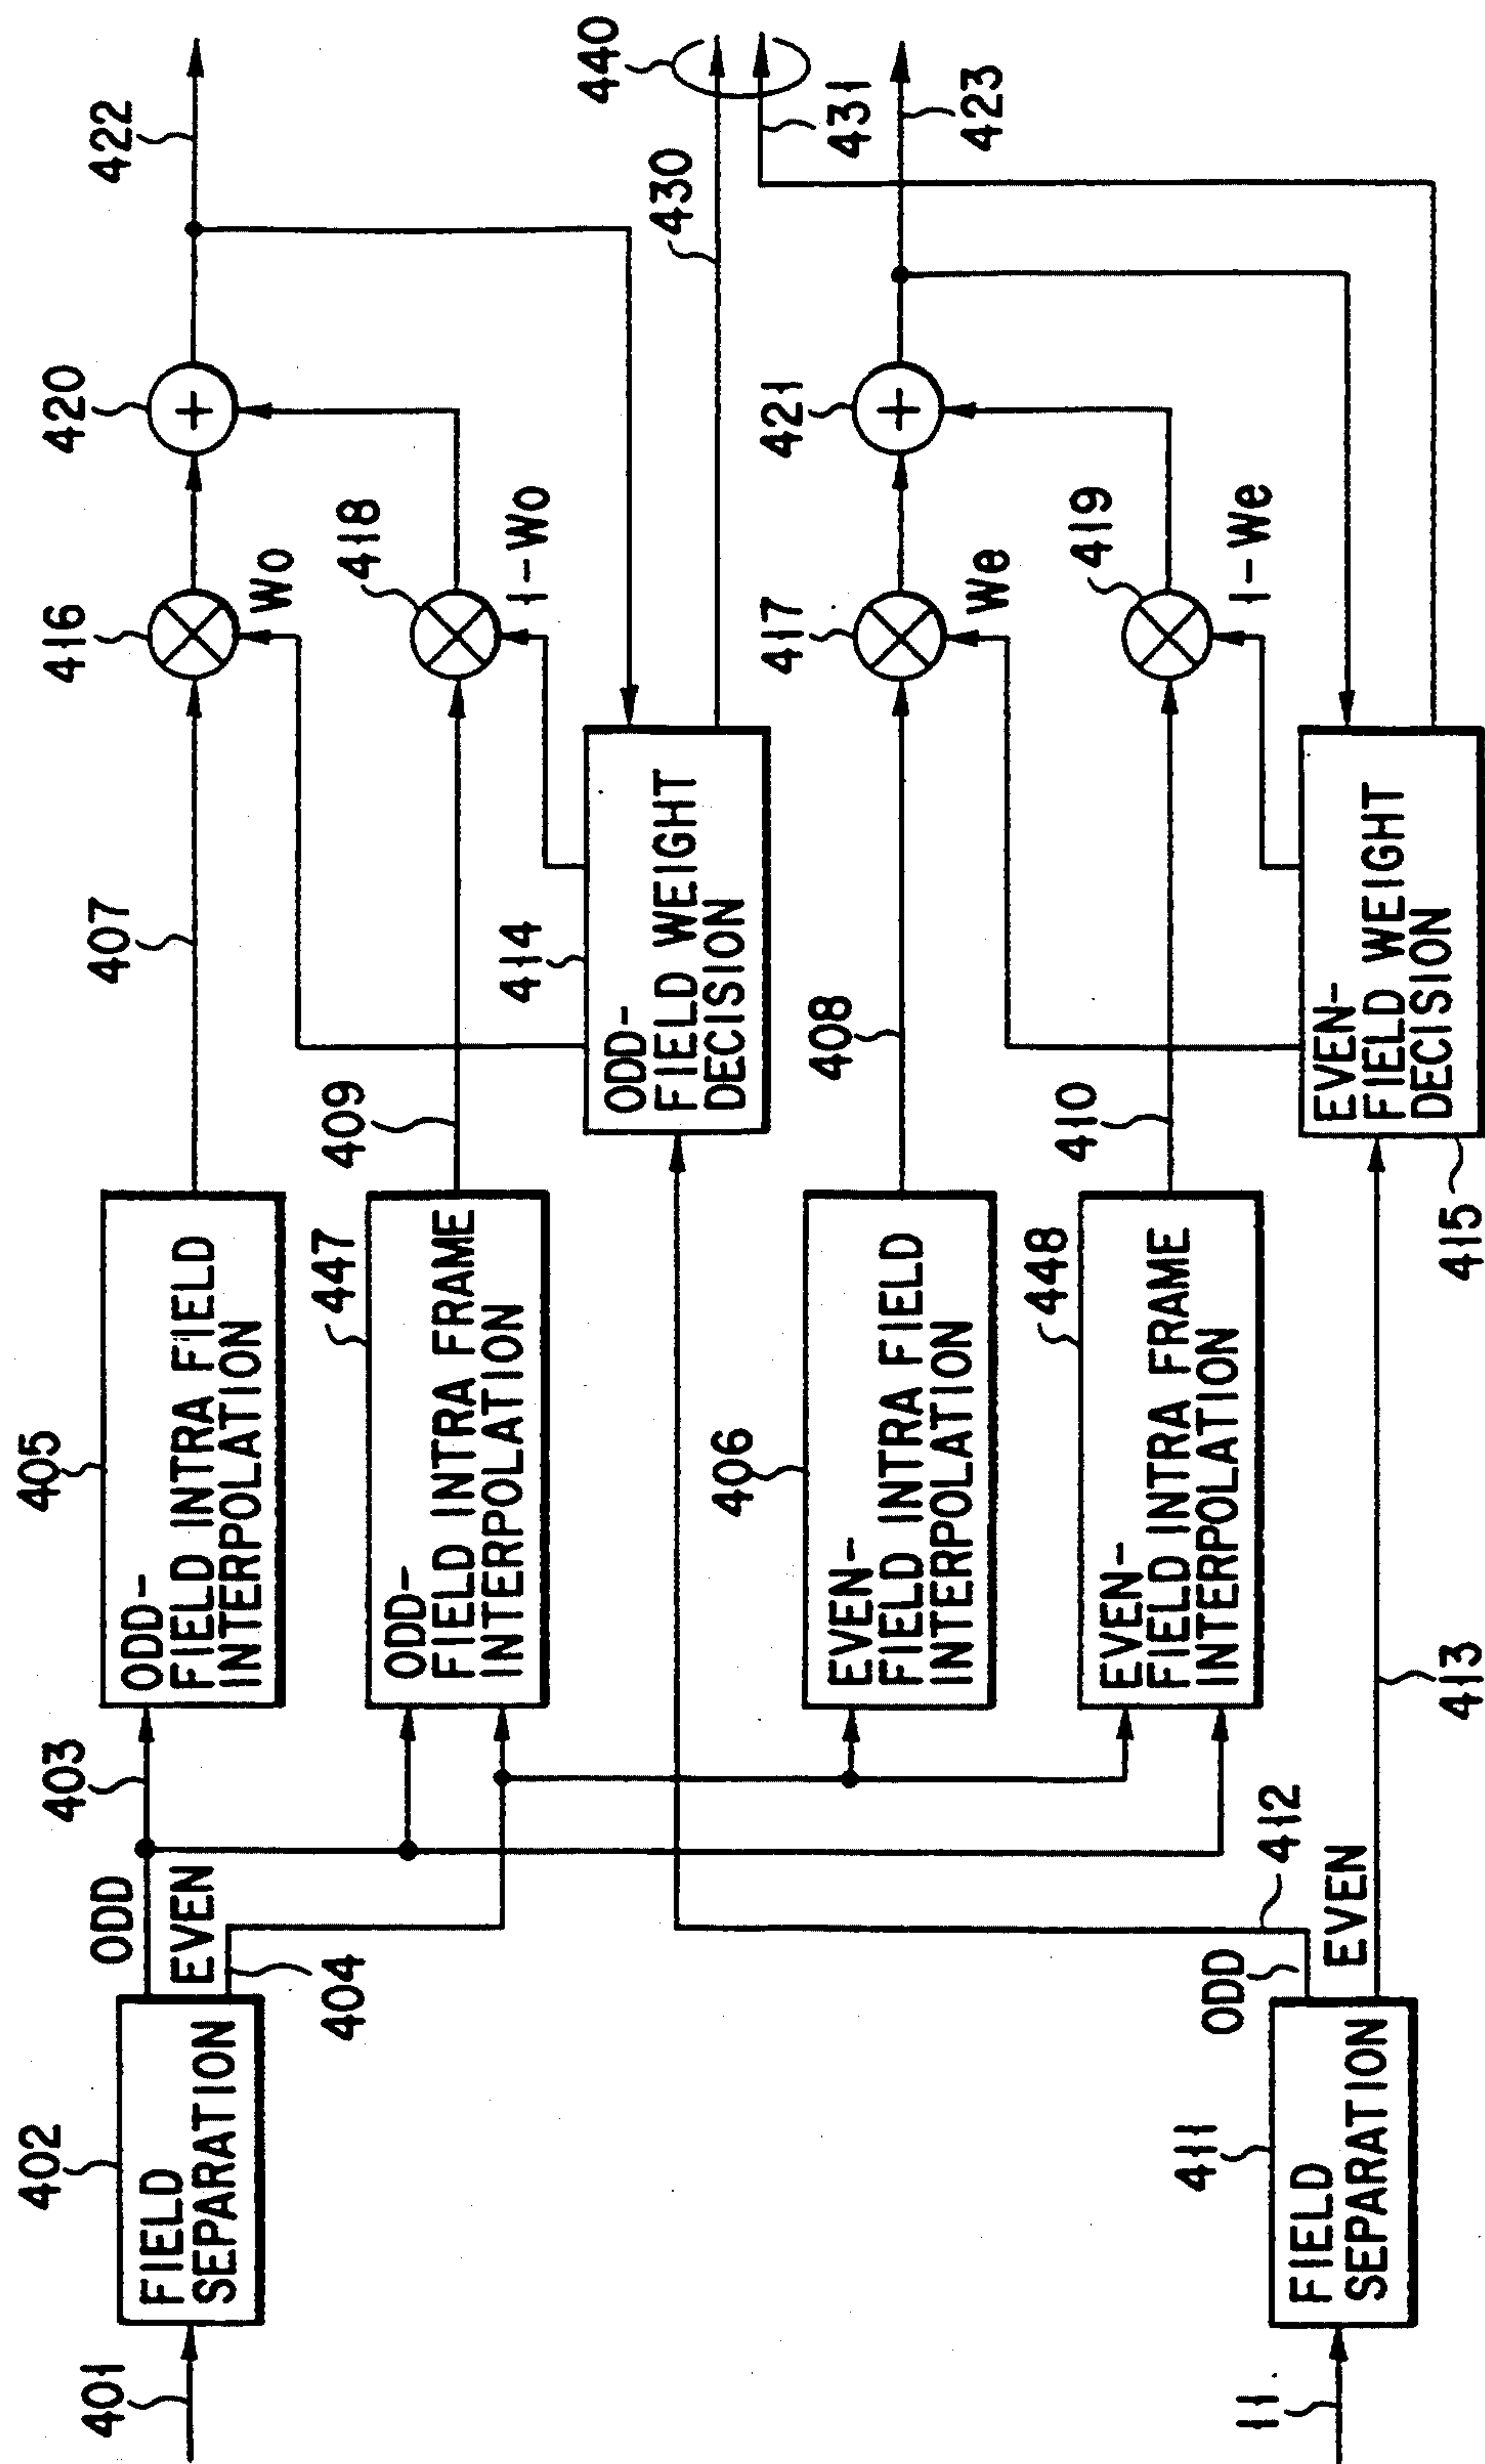 401
402
FIELD
SEPARATION
ODD
EVEN
403
404
405
ODD-
FIELD INTRA FIELD
INTERPOLATION
447
ODD-
FIELD INTRA FRAME
INTERPOLATION
406
EVEN-
FIELD INTRA FIELD
INTERPOLATION
448
EVEN-
FIELD INTRA FRAME
INTERPOLATION
407
409
408
410
414
ODD-
FIELD WEIGHT
DECISION
416
Wo
418
1-Wo
420
422
430
440
431
423
417
We
419
1-We
421
11
411
FIELD
SEPARATION
ODD
EVEN
412
413
415
EVEN-
FIELD WEIGHT
DECISION